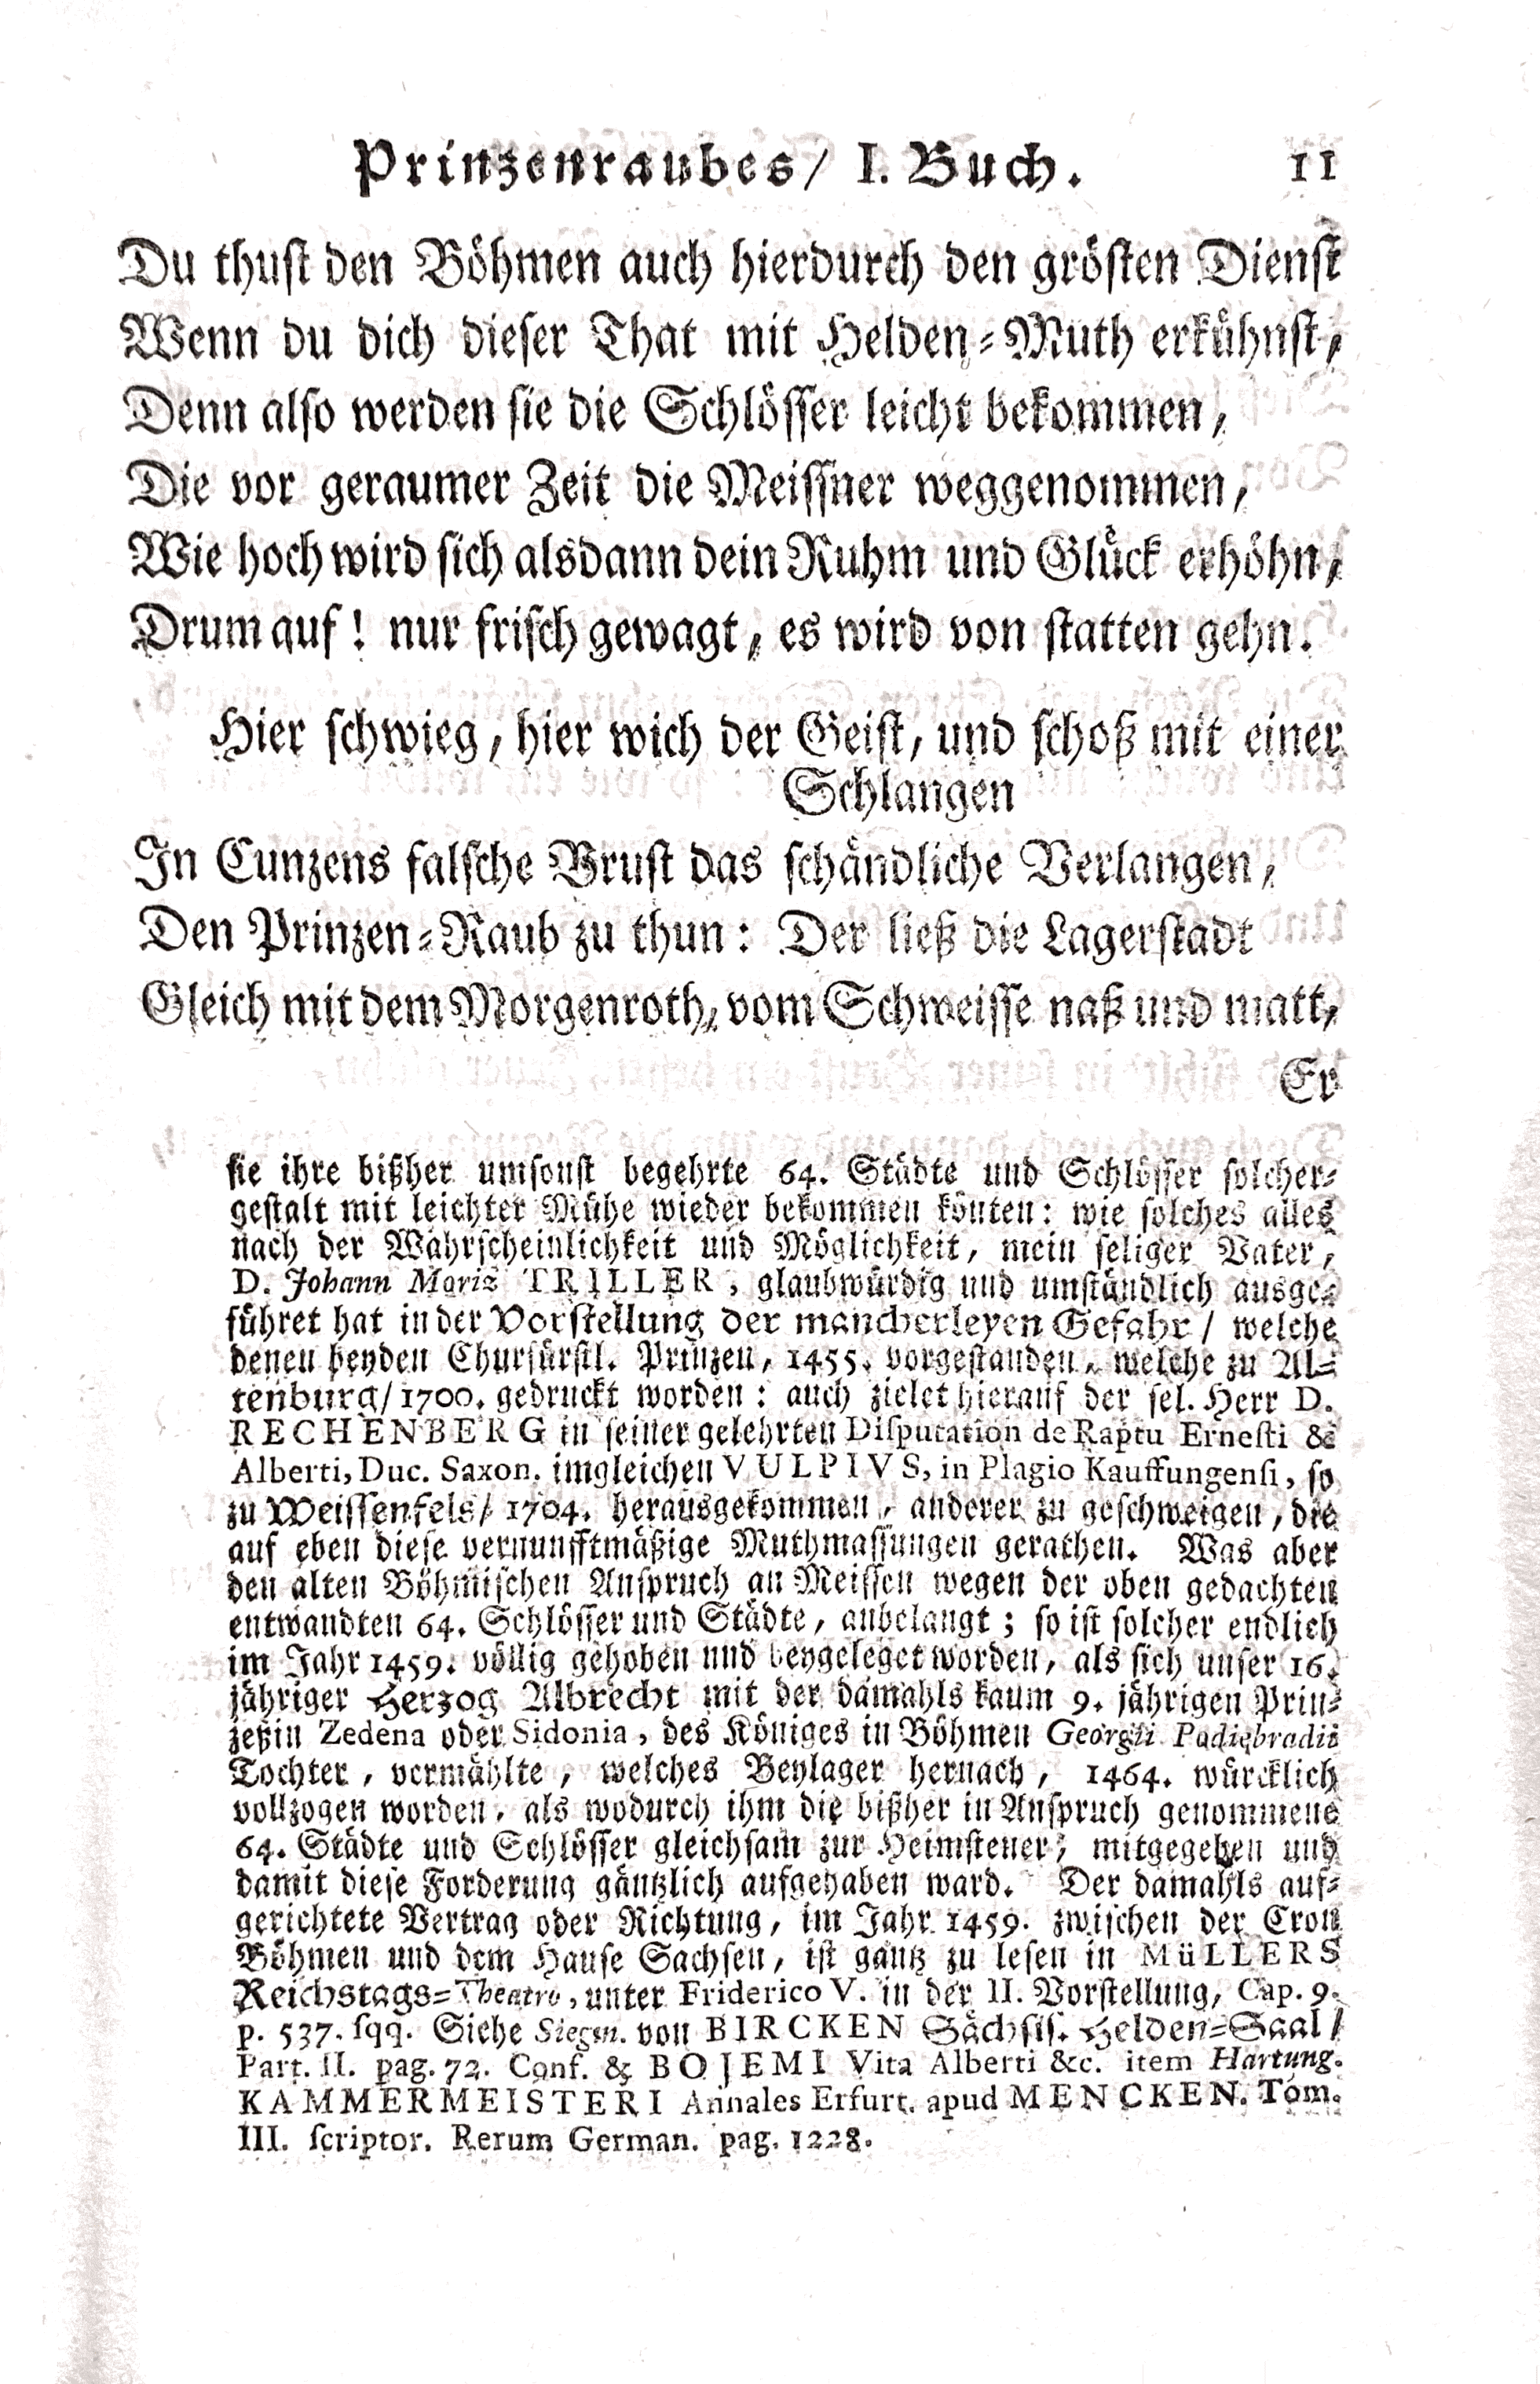 Prinzenraubes/ I. Buch. 11
Du thust den Böhmen auch hierdurch den grösten Dienst
Wenn du dich dieser That mit Helden-Muth erkühnst,
Denn also werden sie die Schlösser leicht bekommen,
Die vor geraumer Zeit die Meissner weggenommen,
Wie hoch wird sich alsdann dein Ruhm und Glück erhöhn,
Drum auf! nur frisch gewagt, es wird von statten gehn.
Hier schwieg, hier wich der Geist, und schoß mit einer
Schlangen
In Cunzens falsche Brust das schändliche Verlangen,
Den Prinzen-Raub zu thun: Der ließ die Lagerstadt
Gleich mit dem Morgenroth, vom Schweisse naß und matt,
Er
sie ihre bißher umsonst begehrte 64. Städte und Schlösser solcher-
gestalt mit leichter Mühe wieder bekommen könten: wie solches alles
nach der Wahrscheinlichkeit und Möglichkeit, mein seliger Vater,
D. Johann Moriz TRILLER, glaubwürdig und umständlich ausge-
führet hat in der Vorstellung der mancherleyen Gefahr/ welche
denen beyden Churfürstl. Prinzen, 1455. vorgestanden, welche zu Al-
tenburg/ 1700. gedruckt worden: auch zielet hierauf der sel. Herr D.
RECHENBERG in seiner gelehrten Disputation de Raptu Ernesti &
Alberti, Duc. Saxon. imgleichen VULPIVS, in Plagio Kauffungensi, so
zu Weissenfels/ 1704. herausgekommen, anderer zu geschweigen, die
auf eben diese vernunfftmäßige Muthmassungen gerathen. Was aber
den alten Böhmischen Anspruch an Meissen wegen der oben gedachten
entwandten 64. Schlösser und Städte, anbelangt; so ist solcher endlich
im Jahr 1459. völlig gehoben und beygeleget worden, als sich unser 16.
jähriger Herzog Albrecht mit der damahls kaum 9. jährigen Prin-
zeßin Zedena oder Sidonia, des Königes in Böhmen Georgii Podiebradii
Tochter, vermählte, welches Beylager hernach, 1464. würcklich
vollzogen worden, als wodurch ihm die bißher in Anspruch genommene
64. Städte und Schlösser gleichsam zur Heimsteuer, mitgegeben und
damit diese Forderung gäntzlich aufgehaben ward. Der damahls auf-
gerichtete Vertrag oder Richtung, im Jahr 1459. zwischen der Cron
Böhmen und dem Hause Sachsen, ist gantz zu lesen in MüLLERS
Reichstags-Theatro, unter Friderico V. in der II. Vorstellung, Cap. 9.
p. 537. sqq. Siehe Siegm. von BIRCKEN Sächsis. Helden-Saal/
Part. II. pag. 72. Conf. & BOJEMI Vita Alberti &c. item Hartung.
KAMMERMEISTERI Annales Erfurt. apud MENCKEN. Tom.
III. scriptor. Rerum German. pag. 1228.